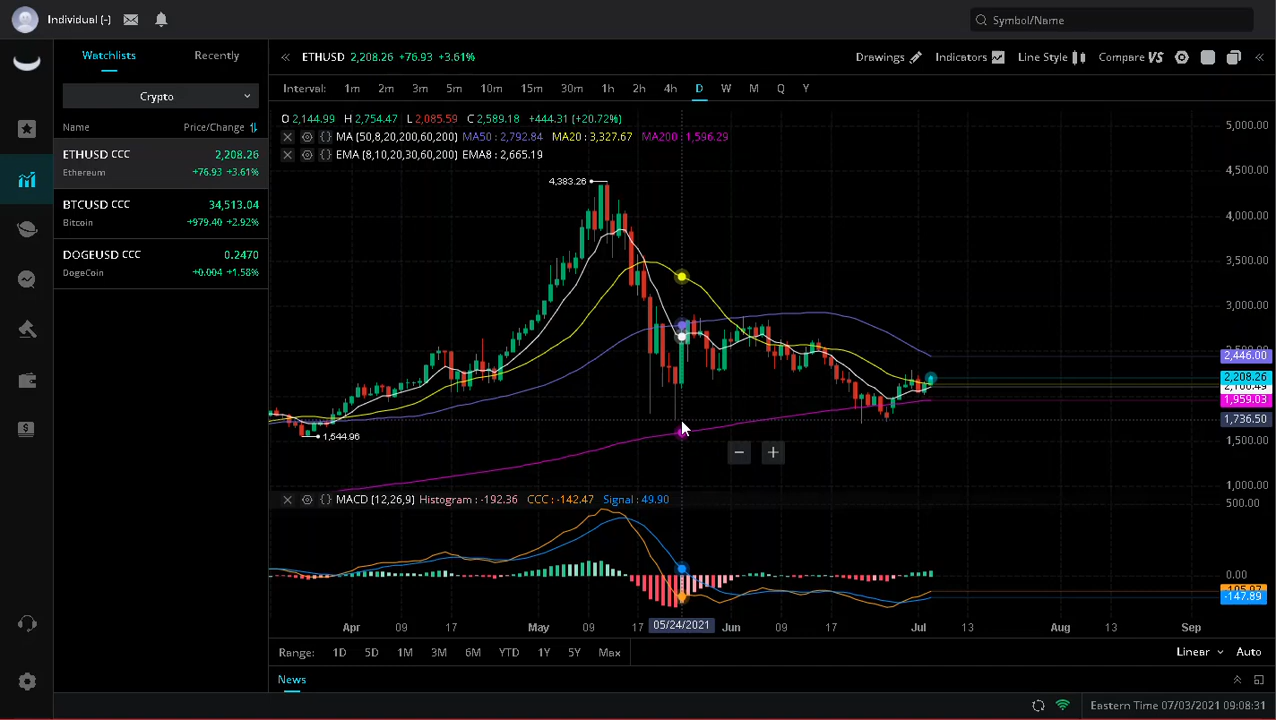 Individual (-)
Symbol/Name
Watchlists Recently
ETHUSD 2,208.26 +76.93 +3.61%
Drawings Indicators Line Style Compare VS
Crypto
Interval: 1m 2m 3m 5m 10m 15m 30m 1h 2h 4h D W M Q Y
Name Price/Change
O 2,144.99 H 2,754.47 L 2,085.59 C 2,589.18 +444.31 (+20.72%)
MA (50,8,20,200,60,200) MA50 : 2,792.84 MA20 : 3,327.67 MA200 : 1,596.29
EMA (8,10,20,30,60,200) EMA8 : 2,665.19
ETHUSD CCC 2,208.26
Ethereum +76.93 +3.61%
BTCUSD CCC 34,513.04
Bitcoin +979.40 +2.92%
DOGEUSD CCC 0.2470
DogeCoin +0.004 +1.58%
4,383.26
1,544.96
5,000.00
4,500.00
4,000.00
3,500.00
3,000.00
2,446.00
2,208.26
1,959.03
1,736.50
1,500.00
1,000.00
MACD (12,26,9) Histogram : -192.36 CCC : -142.47 Signal : 49.90
500.00
0.00
-147.89
Apr 09 17 May 09 17 05/24/2021 Jun 09 17 Jul 13 Aug 13 Sep
Range: 1D 5D 1M 3M 6M YTD 1Y 5Y Max
Linear Auto
News
Eastern Time 07/03/2021 09:08:31